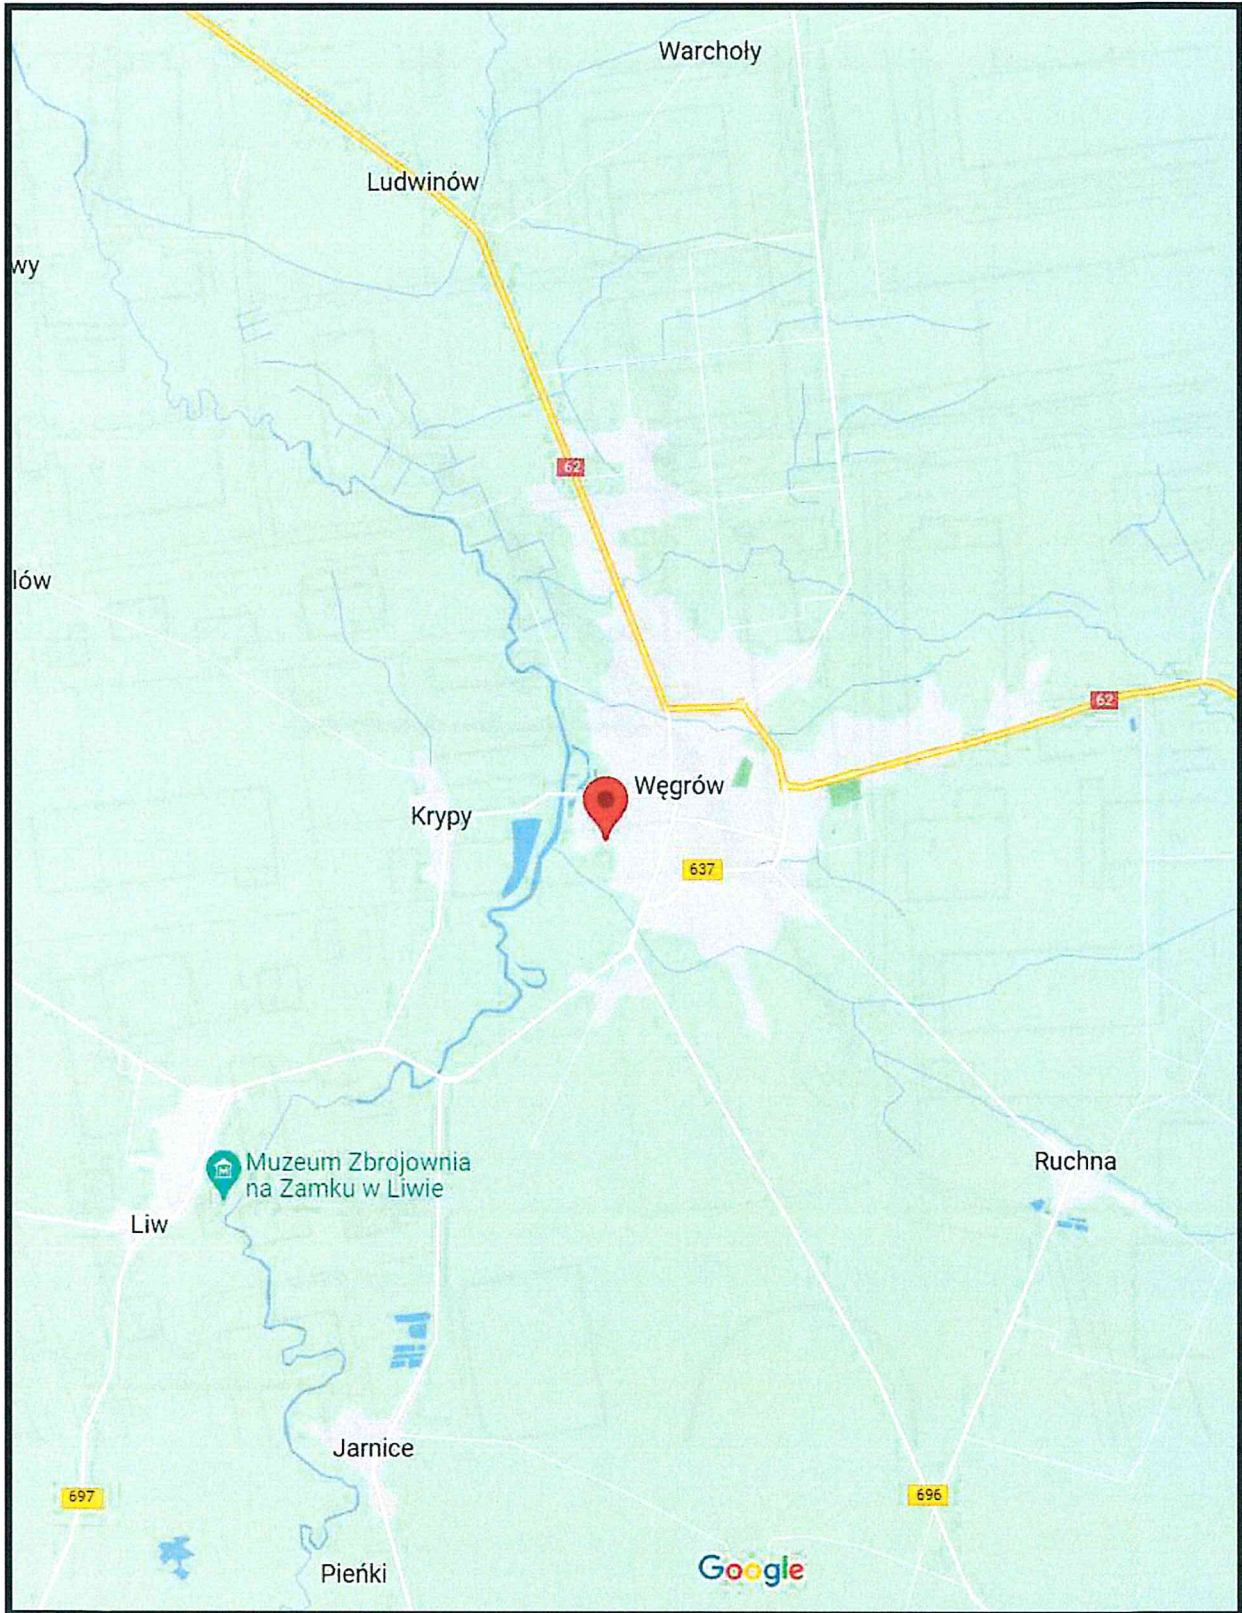 Warchoły
Ludwinów
wy
62
lów
62
Węgrów
Krypy
637
Muzeum Zbrojownia
na Zamku w Liwie
Ruchna
Liw
Jarnice
697
696
Pieńki
Google